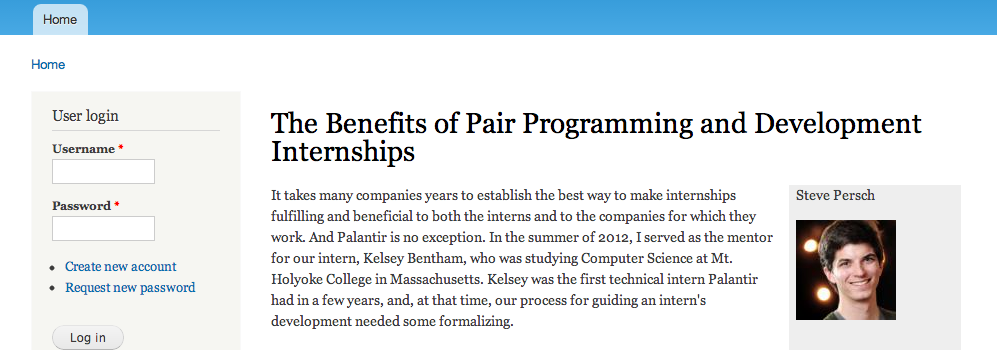 Home
Home
User login
Username *
Password *
Create new account
Request new password
Log in
The Benefits of Pair Programming and Development
Internships
It takes many companies years to establish the best way to make internships
fulfilling and beneficial to both the interns and to the companies for which they
work. And Palantir is no exception. In the summer of 2012, I served as the mentor
for our intern, Kelsey Bentham, who was studying Computer Science at Mt.
Holyoke College in Massachusetts. Kelsey was the first technical intern Palantir
had in a few years, and, at that time, our process for guiding an intern's
development needed some formalizing.
Steve Persch